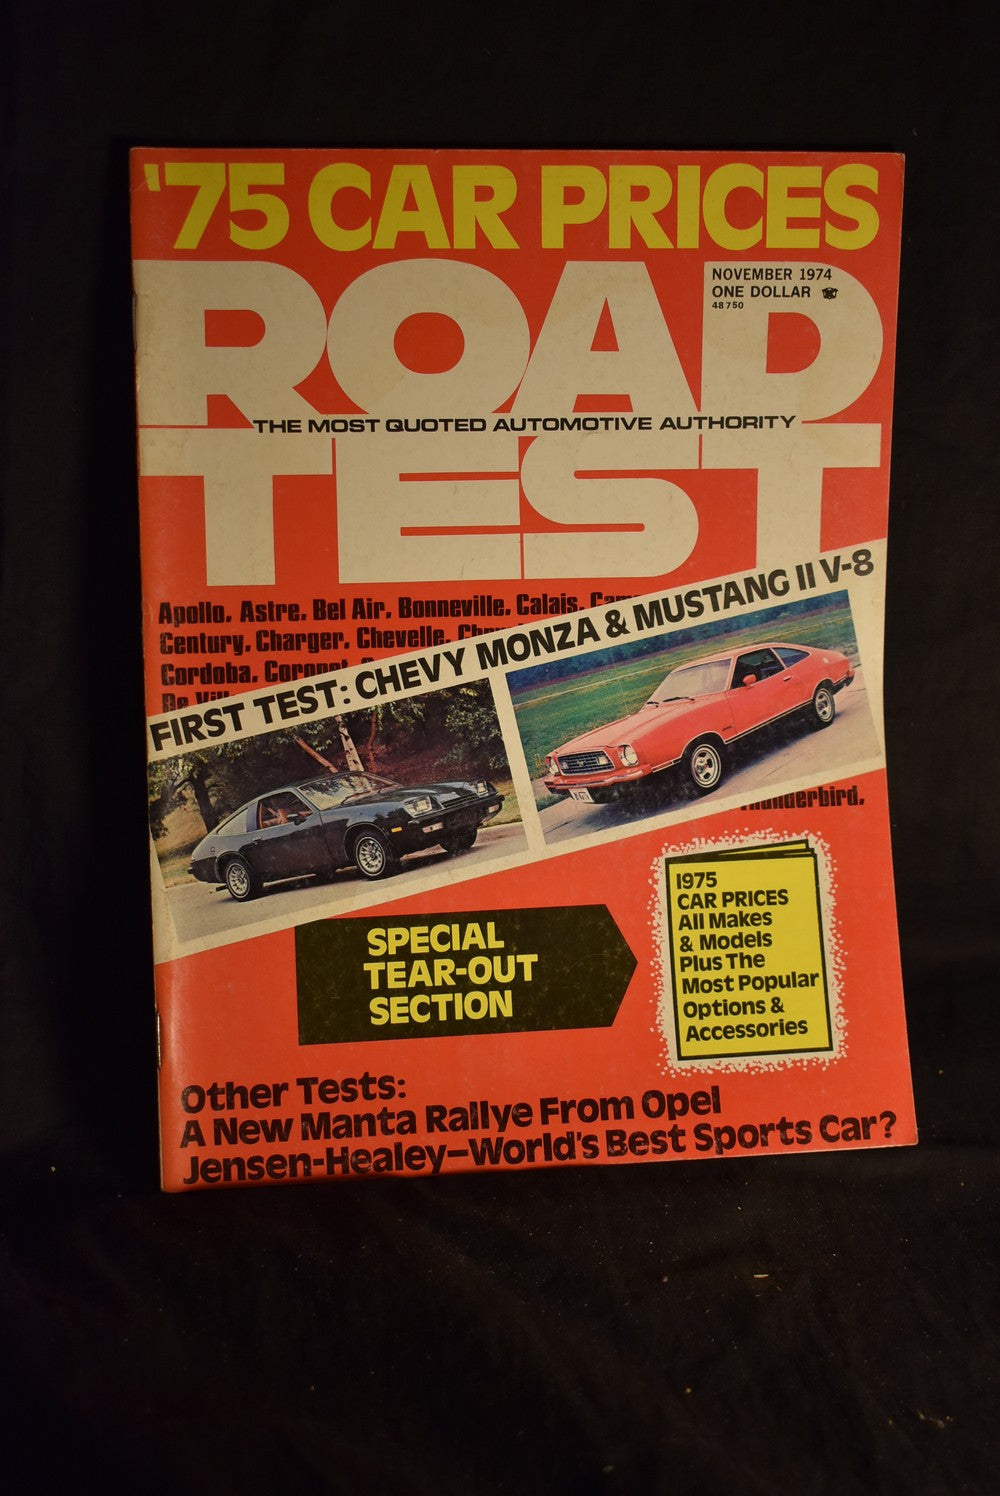 '75 CAR PRICES
ROAD
NOVEMBER 1974
ONE DOLLAR
48750
THE MOST QUOTED AUTOMOTIVE AUTHORITY
TEST
Apollo, Astre, Bel Air, Bonneville, Calais,
Century, Charger, Chevelle,
Cordoba,
FIRST TEST: CHEVY MONZA & MUSTANG II V-8
Thunderbird,
SPECIAL
TEAR-OUT
SECTION
1975
CAR PRICES
All Makes
& Models
Plus The
Most Popular
Options &
Accessories
Other Tests:
A New Manta Rallye From Opel
Jensen-Healey—World's Best Sports Car?